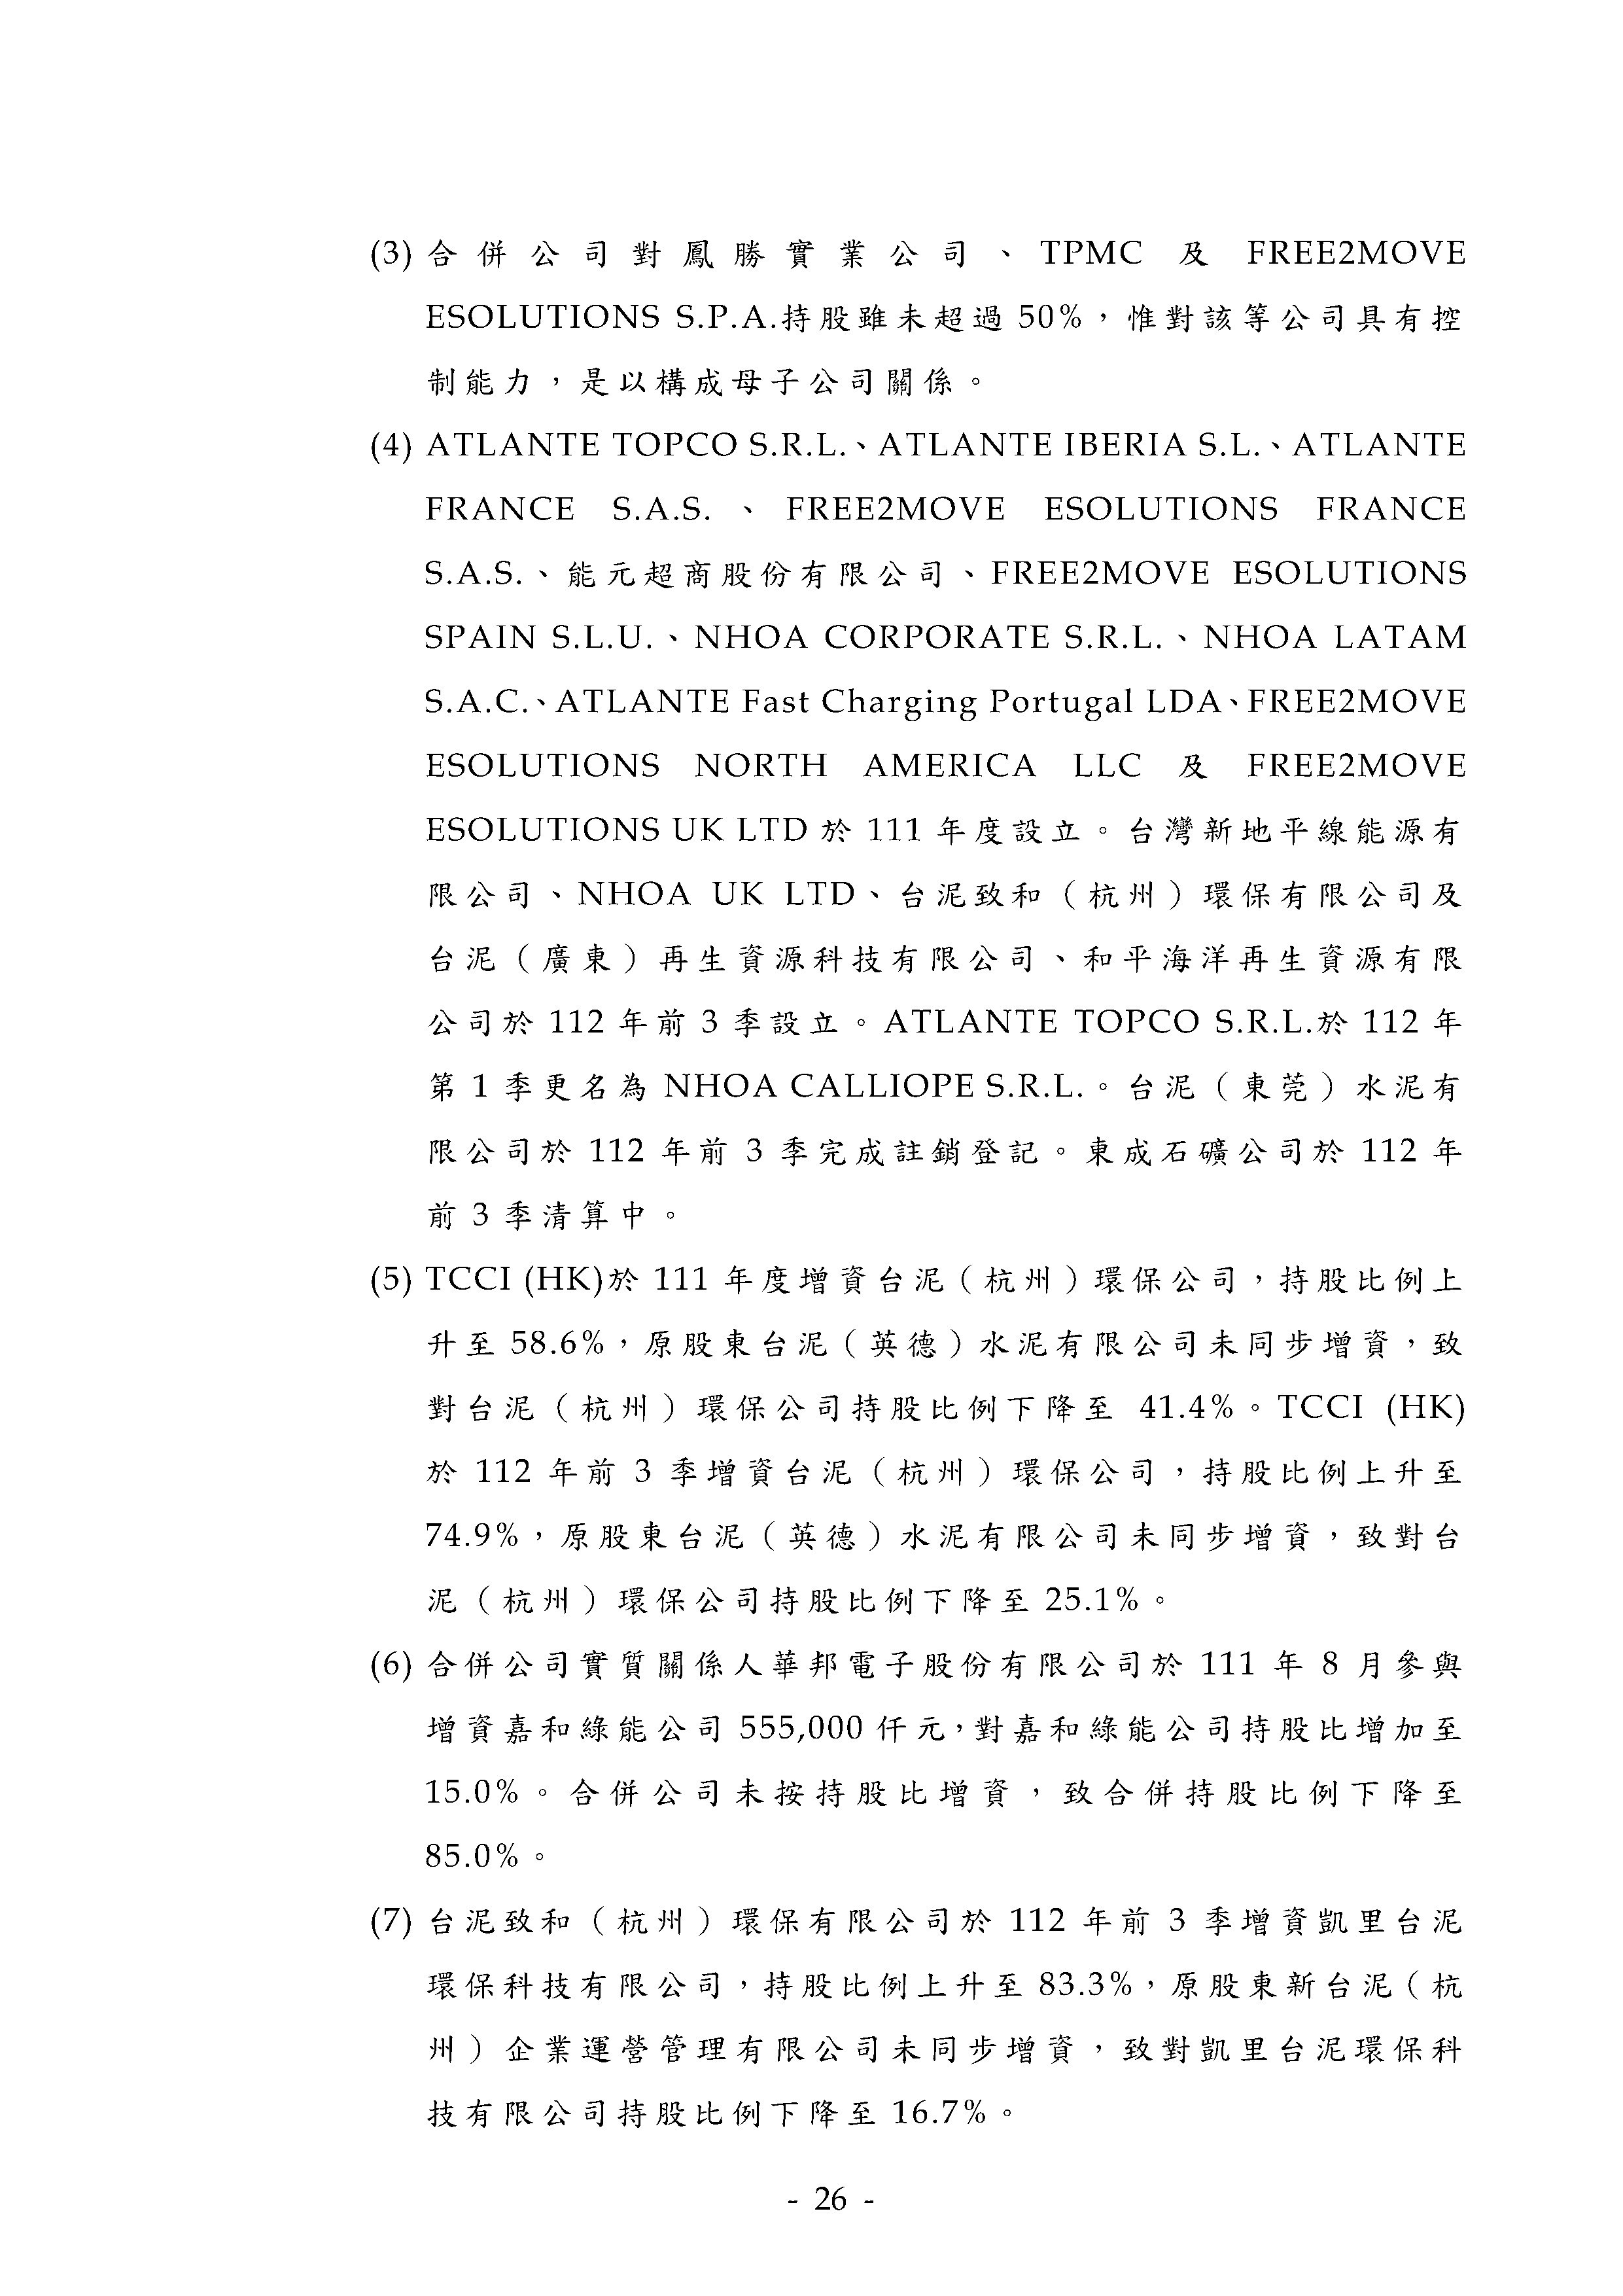 (3) 合併公司對鳳勝實業公司、TPMC 及 FREE2MOVE
ESOLUTIONS S.P.A.持股雖未超過 50%，惟對該等公司具有控
制能力，是以構成母子公司關係。
(4) ATLANTE TOPCO S.R.L.、ATLANTE IBERIA S.L.、ATLANTE
FRANCE S.A.S.、FREE2MOVE ESOLUTIONS FRANCE
S.A.S.、能元超商股份有限公司、FREE2MOVE ESOLUTIONS
SPAIN S.L.U.、NHOA CORPORATE S.R.L.、NHOA LATAM
S.A.C.、ATLANTE Fast Charging Portugal LDA、FREE2MOVE
ESOLUTIONS NORTH AMERICA LLC 及 FREE2MOVE
ESOLUTIONS UK LTD 於 111 年度設立。台灣新地平線能源有
限公司、NHOA UK LTD、台泥致和（杭州）環保有限公司及
台泥（廣東）再生資源科技有限公司、和平海洋再生資源有限
公司於 112 年前 3 季設立。ATLANTE TOPCO S.R.L.於 112 年
第 1 季更名為 NHOA CALLIOPE S.R.L.。台泥（東莞）水泥有
限公司於 112 年前 3 季完成註銷登記。東成石礦公司於 112 年
前 3 季清算中。
(5) TCCI (HK)於 111 年度增資台泥（杭州）環保公司，持股比例上
升至 58.6%，原股東台泥（英德）水泥有限公司未同步增資，致
對台泥（杭州）環保公司持股比例下降至 41.4%。TCCI (HK)
於 112 年前 3 季增資台泥（杭州）環保公司，持股比例上升至
74.9%，原股東台泥（英德）水泥有限公司未同步增資，致對台
泥（杭州）環保公司持股比例下降至 25.1%。
(6) 合併公司實質關係人華邦電子股份有限公司於 111 年 8 月參與
增資嘉和綠能公司 555,000 仟元，對嘉和綠能公司持股比增加至
15.0%。合併公司未按持股比增資，致合併持股比例下降至
85.0%。
(7) 台泥致和（杭州）環保有限公司於 112 年前 3 季增資凱里台泥
環保科技有限公司，持股比例上升至 83.3%，原股東新台泥（杭
州）企業運營管理有限公司未同步增資，致對凱里台泥環保科
技有限公司持股比例下降至 16.7%。
- 26 -